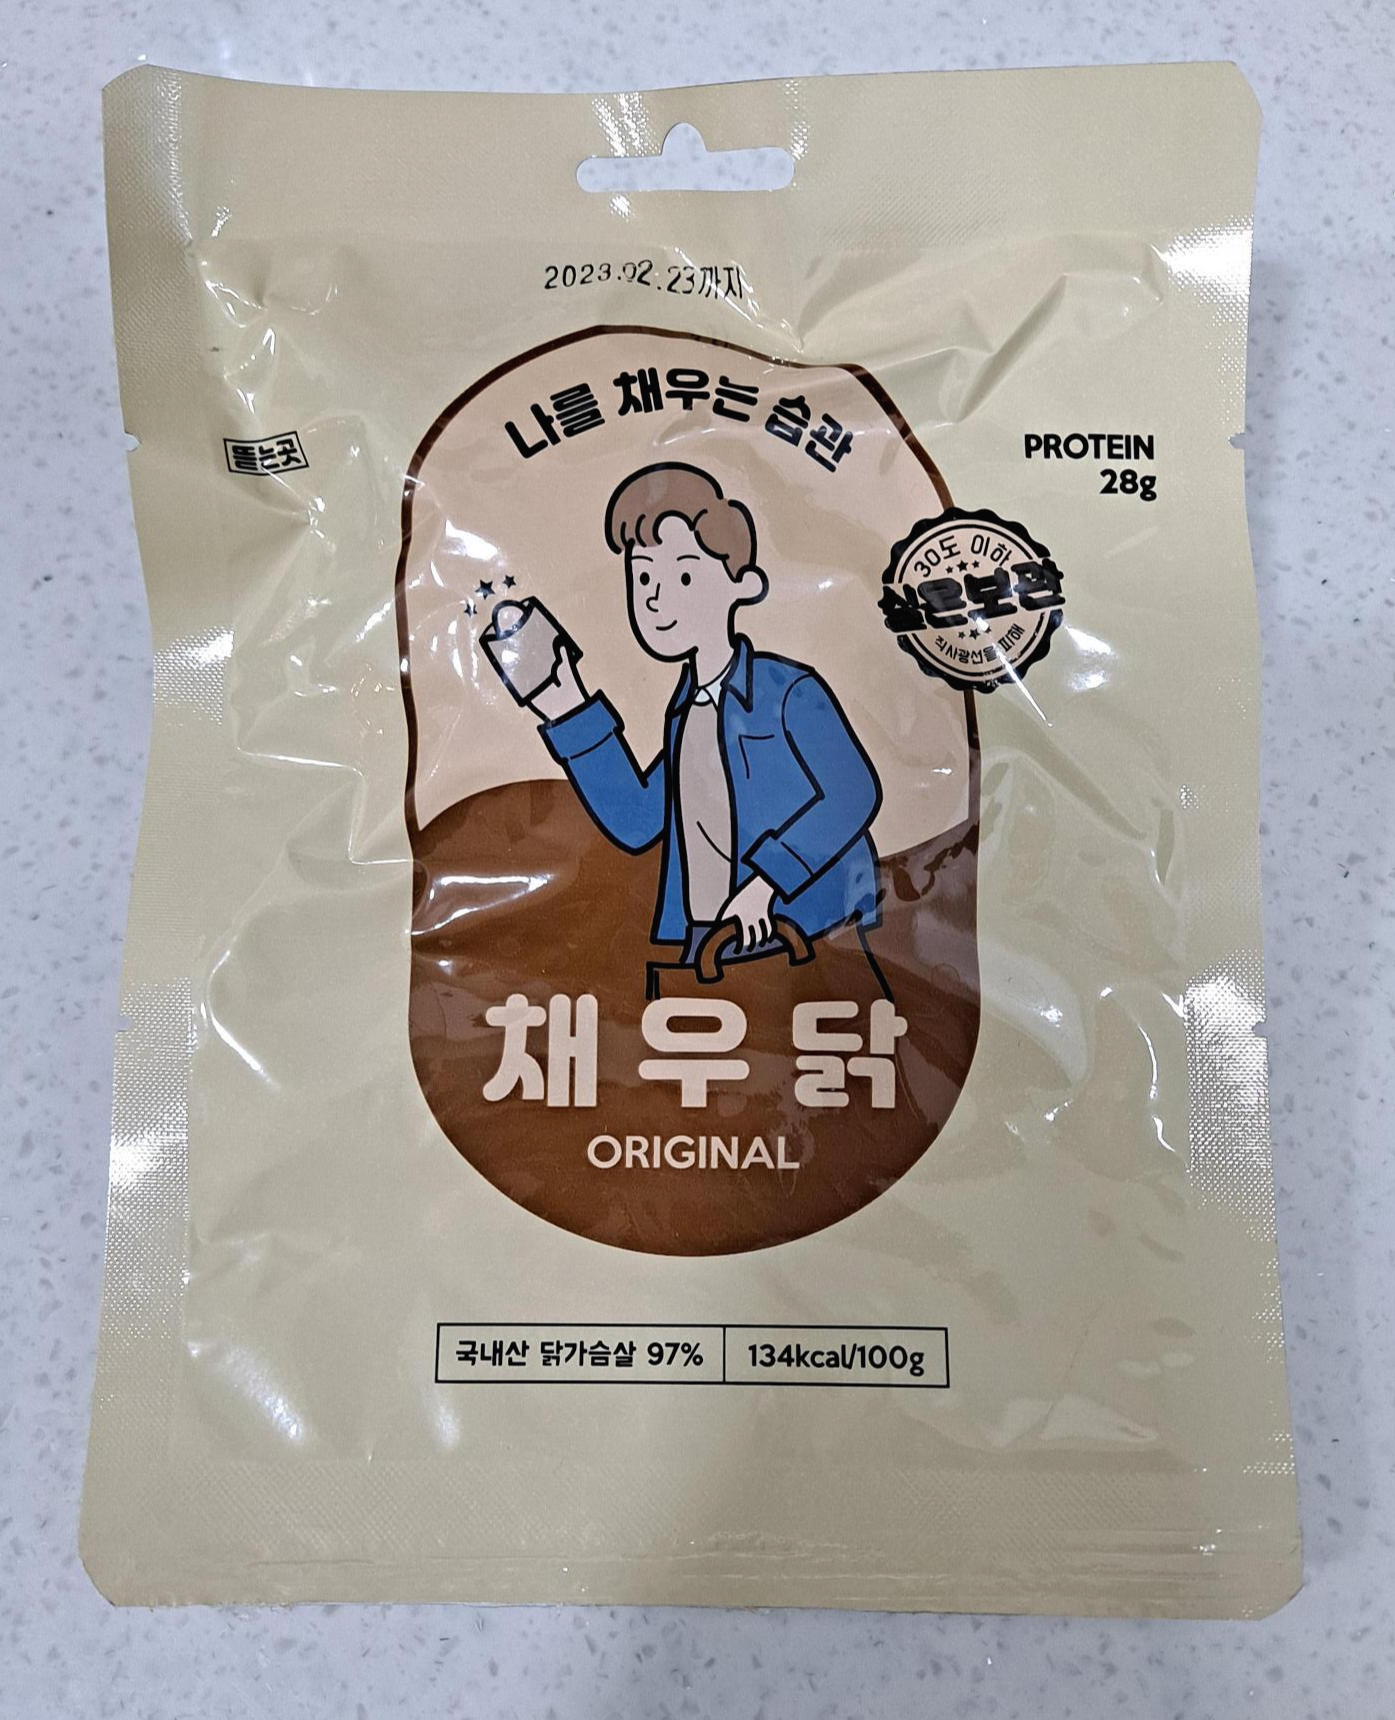 2023.02.23까지
나를 채우는 습관
뜯는곳
PROTEIN
28g
30도 이하
실온보관
직사광선을 피해
채우닭
ORIGINAL
국내산 닭가슴살 97%
134kcal/100g